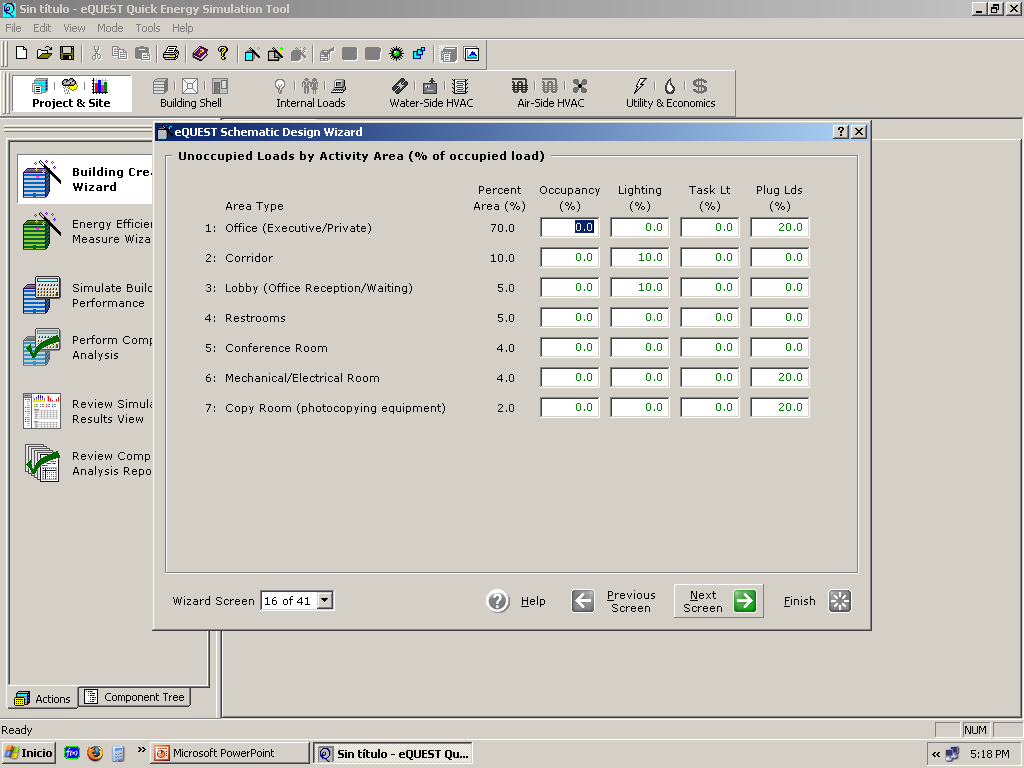 Sin título - eQUEST Quick Energy Simulation Tool
File Edit View Mode Tools Help
Project & Site Building Shell Internal Loads Water-Side HVAC Air-Side HVAC Utility & Economics
eQUEST Schematic Design Wizard
Building Crea
Wizard
Energy Efficien
Measure Wiza
Simulate Build
Performance
Perform Comp
Analysis
Review Simula
Results View
Review Comp
Analysis Repo
Unoccupied Loads by Activity Area (% of occupied load)
Percent Occupancy Lighting Task Lt Plug Lds
Area Type Area (%) (%) (%) (%) (%)
1: Office (Executive/Private) 70.0 0.0 0.0 0.0 20.0
2: Corridor 10.0 0.0 10.0 0.0 0.0
3: Lobby (Office Reception/Waiting) 5.0 0.0 10.0 0.0 0.0
4: Restrooms 5.0 0.0 0.0 0.0 0.0
5: Conference Room 4.0 0.0 0.0 0.0 0.0
6: Mechanical/Electrical Room 4.0 0.0 0.0 0.0 20.0
7: Copy Room (photocopying equipment) 2.0 0.0 0.0 0.0 20.0
Wizard Screen 16 of 41 Help Previous Screen Next Screen Finish
Actions Component Tree
Ready NUM
Inicio » Microsoft PowerPoint Sin título - eQUEST Qu... « 5:18 PM